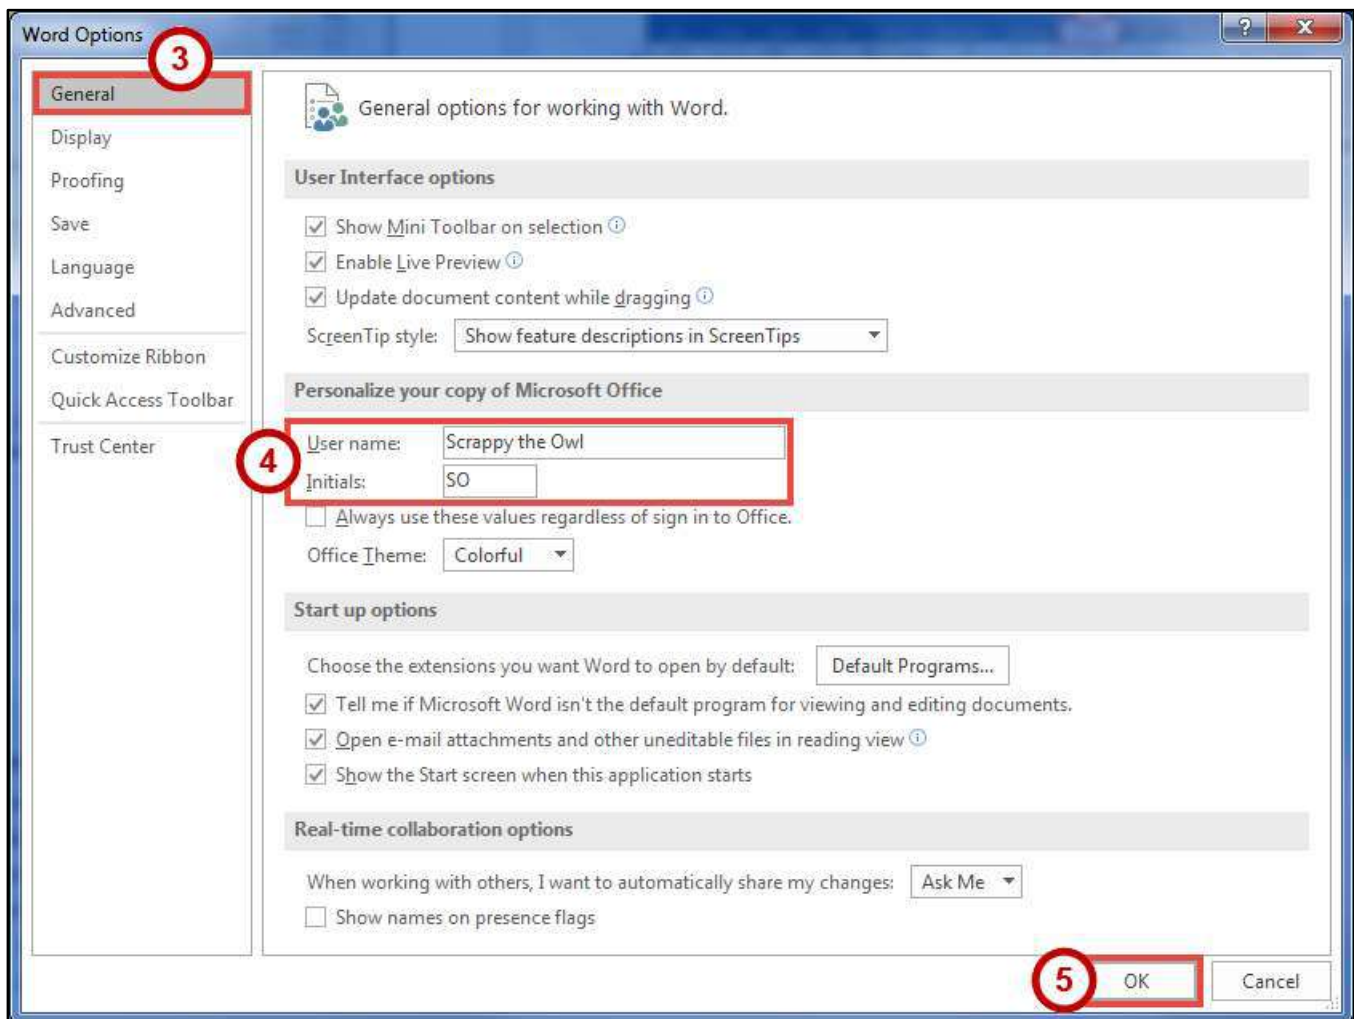 Word Options
3
General
Display
Proofing
Save
Language
Advanced
Customize Ribbon
Quick Access Toolbar
Trust Center
General options for working with Word.
User Interface options
Show Mini Toolbar on selection
Enable Live Preview
Update document content while dragging
ScreenTip style: Show feature descriptions in ScreenTips
Personalize your copy of Microsoft Office
4
User name: Scrappy the Owl
Initials: SO
Always use these values regardless of sign in to Office.
Office Theme: Colorful
Start up options
Choose the extensions you want Word to open by default: Default Programs...
Tell me if Microsoft Word isn't the default program for viewing and editing documents.
Open e-mail attachments and other uneditable files in reading view
Show the Start screen when this application starts
Real-time collaboration options
When working with others, I want to automatically share my changes: Ask Me
Show names on presence flags
5 OK Cancel